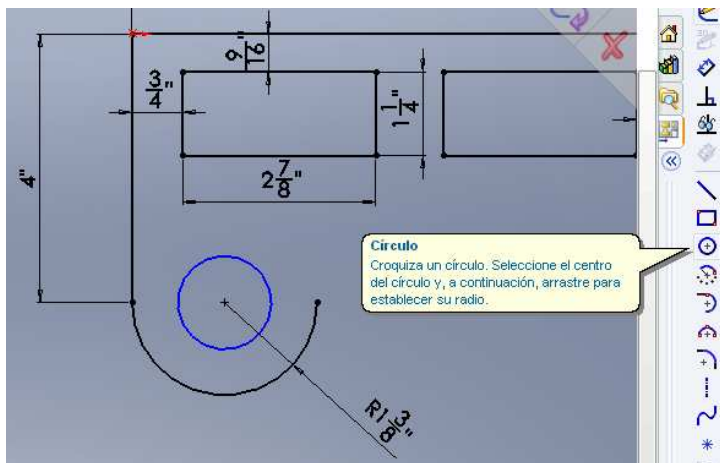 9/16"
3/4"
1 1/4"
4"
2 7/8"
Círculo
Croquiza un círculo. Seleccione el centro
del círculo y, a continuación, arrastre para
establecer su radio.
R1 3/8"